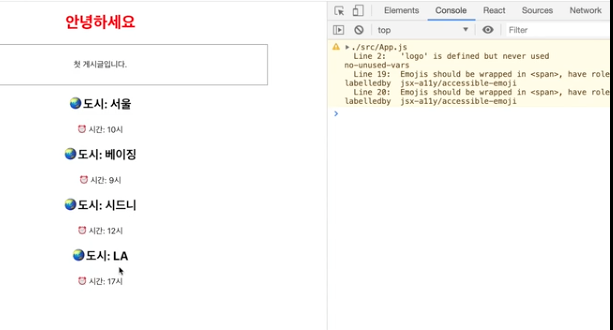 안녕하세요
첫 게시글입니다.
🌏도시: 서울
⏰ 시간: 10시
🌏도시: 베이징
⏰ 시간: 9시
🌏도시: 시드니
⏰ 시간: 12시
🌏도시: LA
⏰ 시간: 17시
Elements Console React Sources Network
top Filter
./src/App.js
Line 2: 'logo' is defined but never used
no-unused-vars
Line 19: Emojis should be wrapped in <span>, have role
labelledby jsx-a11y/accessible-emoji
Line 20: Emojis should be wrapped in <span>, have role
labelledby jsx-a11y/accessible-emoji